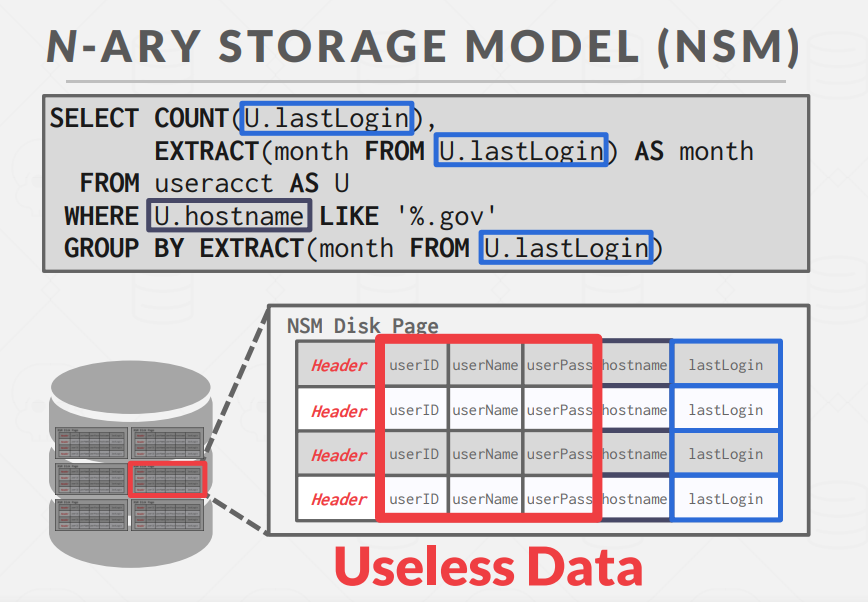 N-ARY STORAGE MODEL (NSM)
SELECT COUNT(U.lastLogin),
EXTRACT(month FROM U.lastLogin) AS month
FROM useracct AS U
WHERE U.hostname LIKE '%.gov'
GROUP BY EXTRACT(month FROM U.lastLogin)
NSM Disk Page
Header userID userName userPass hostname lastLogin
Header userID userName userPass hostname lastLogin
Header userID userName userPass hostname lastLogin
Header userID userName userPass hostname lastLogin
Useless Data